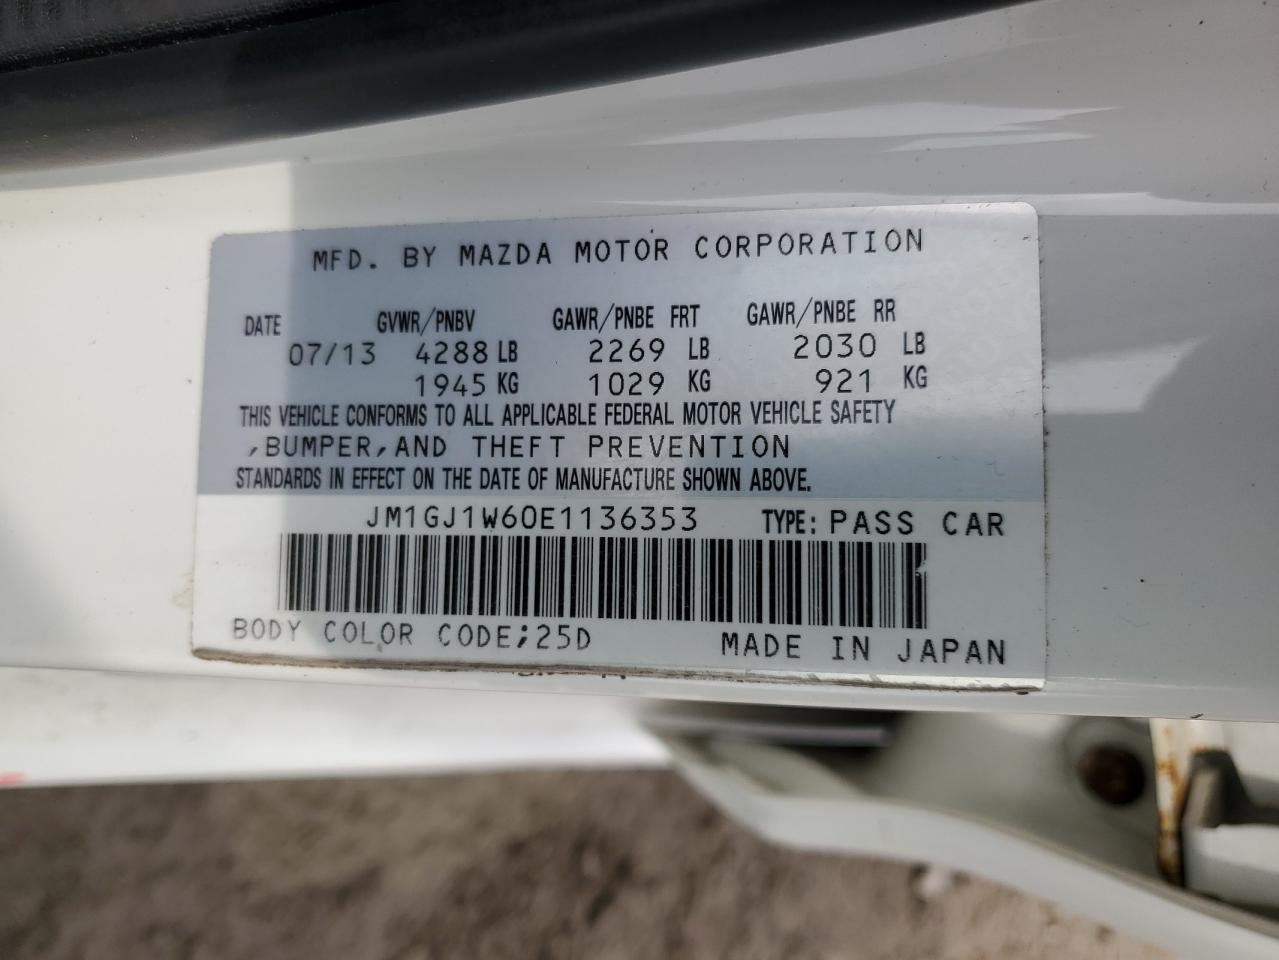 MFD. BY MAZDA MOTOR CORPORATION
DATE GVWR/PNBV GAWR/PNBE FRT GAWR/PNBE RR
07/13 4288 LB 2269 LB 2030 LB
1945 KG 1029 KG 921 KG
THIS VEHICLE CONFORMS TO ALL APPLICABLE FEDERAL MOTOR VEHICLE SAFETY
,BUMPER,AND THEFT PREVENTION
STANDARDS IN EFFECT ON THE DATE OF MANUFACTURE SHOWN ABOVE.
JM1GJ1W60E1136353 TYPE: PASS CAR
BODY COLOR CODE;25D MADE IN JAPAN